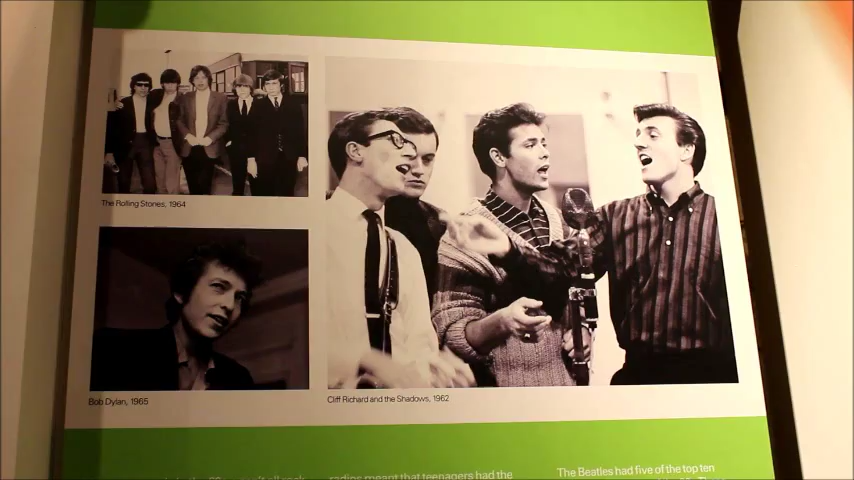 The Rolling Stones, 1964
Bob Dylan, 1965
Cliff Richard and the Shadows, 1962
radios meant that teenagers had the
The Beatles had five of the top ten